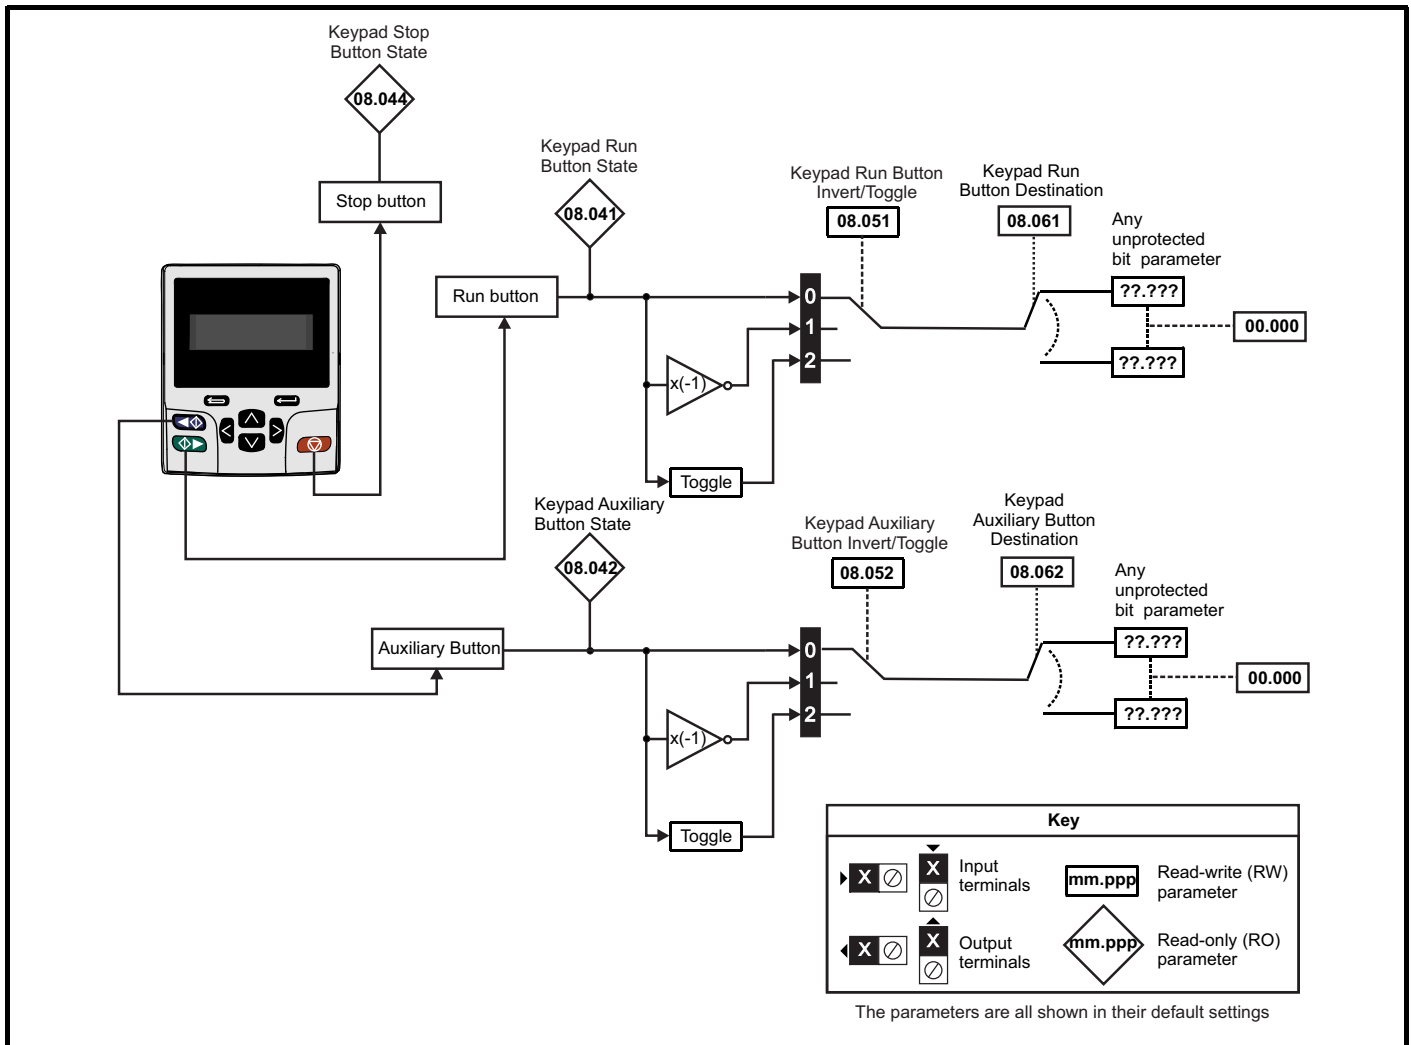 Keypad Stop
Button State
08.044
Stop button
Keypad Run
Button State
08.041
Run button
Keypad Run Button
Invert/Toggle
08.051
Keypad Run
Button Destination
08.061
Any
unprotected
bit parameter
??.???
??.???
00.000
0
1
2
x(-1)
Toggle
Keypad Auxiliary
Button State
08.042
Auxiliary Button
Keypad Auxiliary
Button Invert/Toggle
08.052
Keypad
Auxiliary Button
Destination
08.062
Any
unprotected
bit parameter
??.???
??.???
00.000
0
1
2
x(-1)
Toggle
Key
X
X
Input
terminals
mm.ppp
Read-write (RW)
parameter
X
X
Output
terminals
mm.ppp
Read-only (RO)
parameter
The parameters are all shown in their default settings